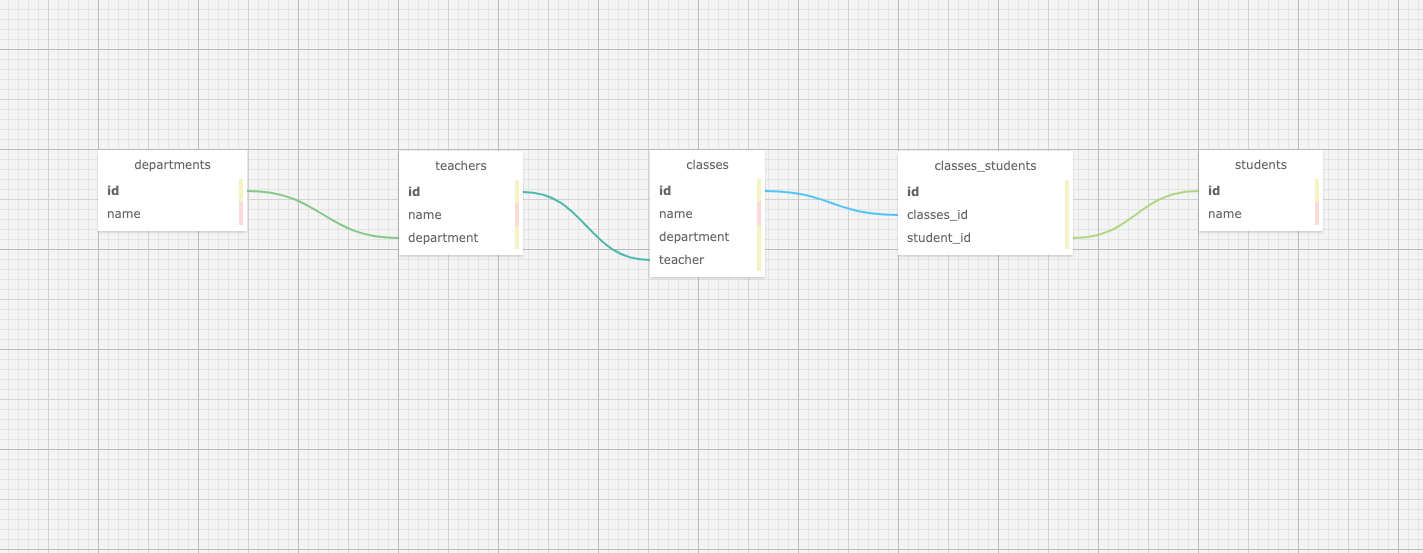 departments
id
name
teachers
id
name
department
classes
id
name
department
teacher
classes_students
id
classes_id
student_id
students
id
name